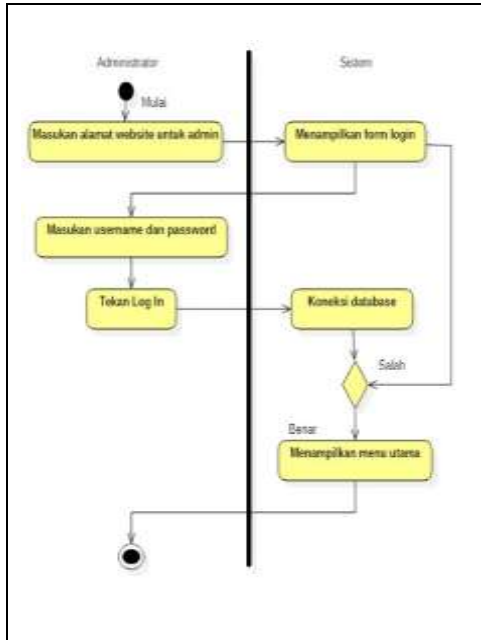 Administrator
Sistem
Mulai
Masukan alamat website untuk admin
Menampilkan form login
Masukan username dan password
Tekan Log In
Koneksi database
Salah
Benar
Menampilkan menu utama